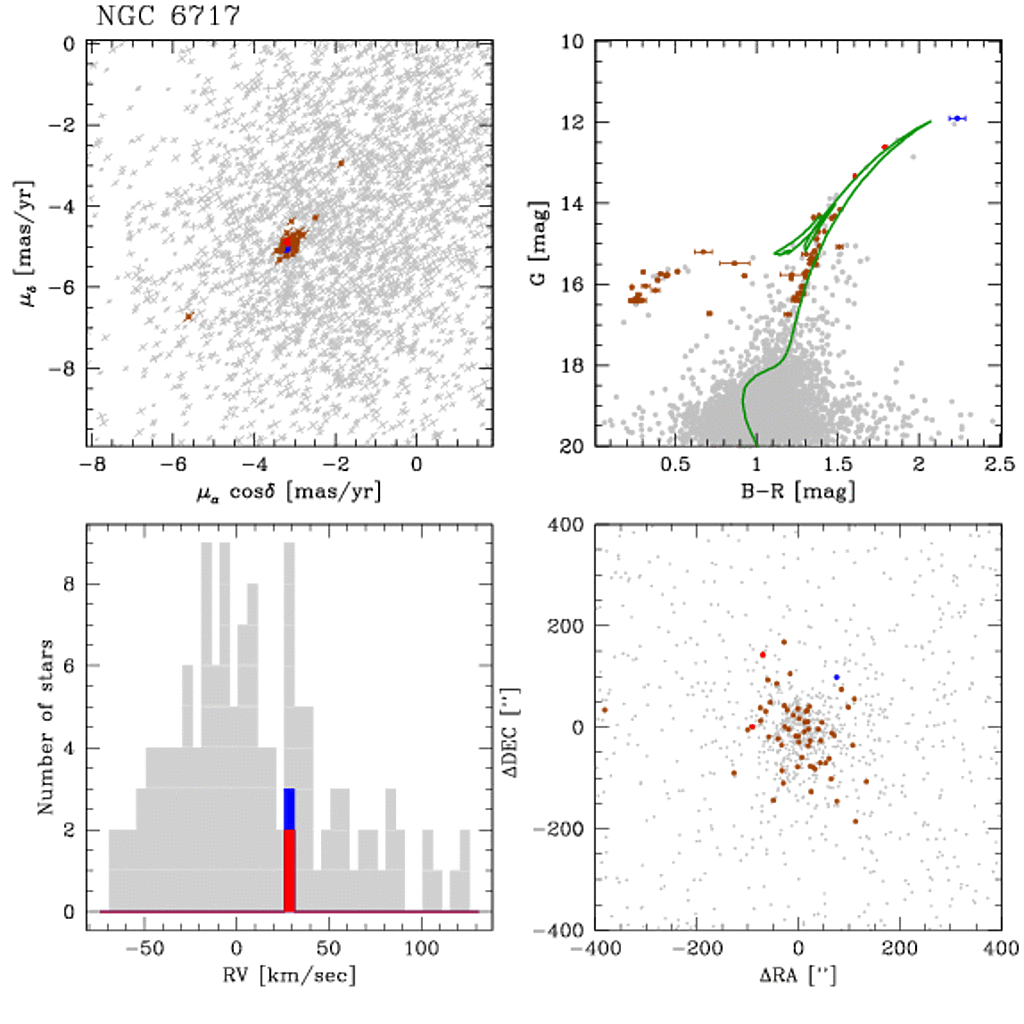 NGC 6717
0
−2
−4
−6
−8
μδ [mas/yr]
−8 −6 −4 −2 0
μα cosδ [mas/yr]
10
12
14
16
18
20
G [mag]
0.5 1 1.5 2 2.5
B−R [mag]
8
6
4
2
0
Number of stars
−50 0 50 100
RV [km/sec]
400
200
0
−200
−400
ΔDEC ["]
−400 −200 0 200 400
ΔRA ["]